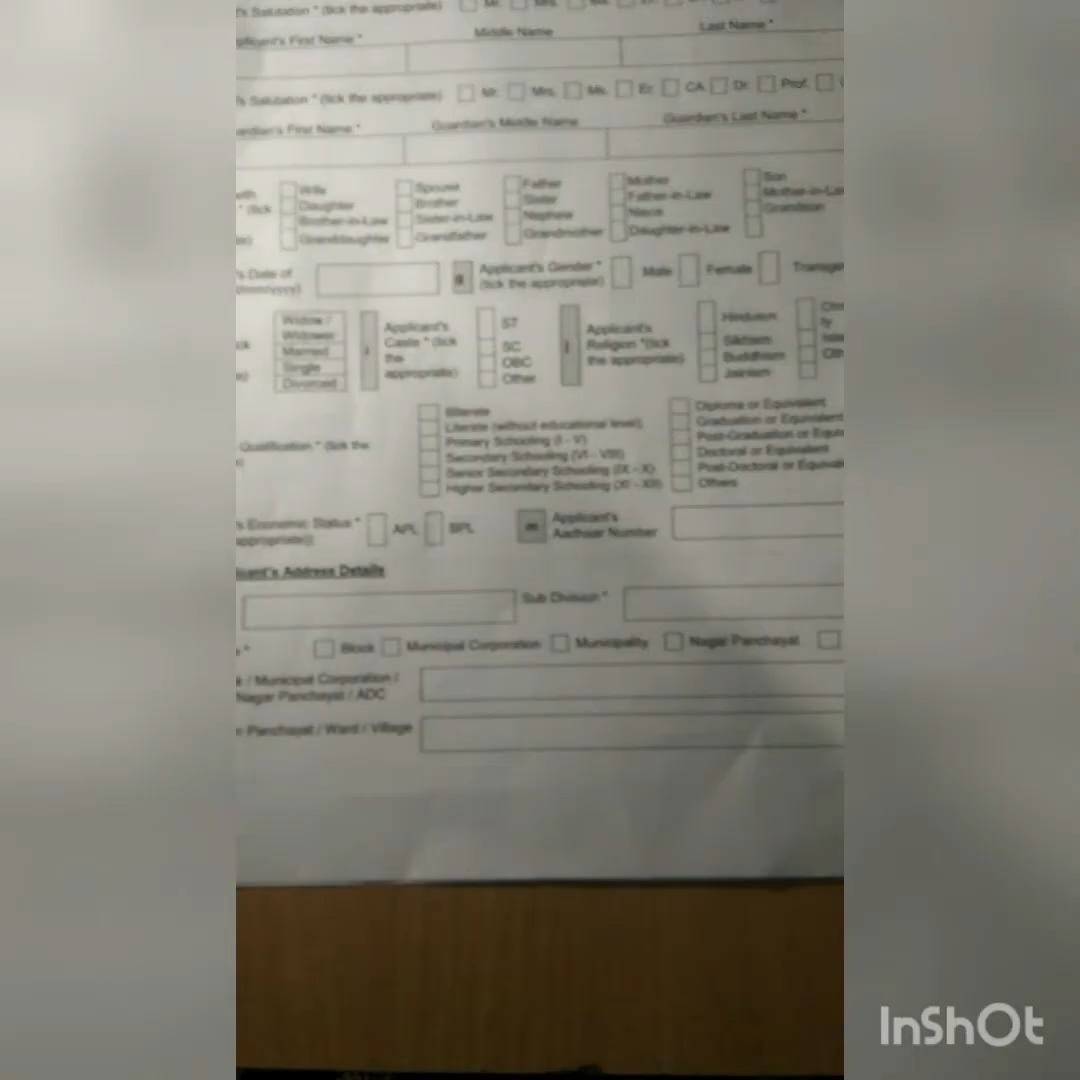 's Salutation * (tick the appropriate) Mr. Mrs. Ms.
Applicant's First Name * Middle Name Last Name *
's Salutation * (tick the appropriate) Mr. Mrs. Ms. Er. CA Dr. Prof.
Guardian's First Name * Guardian's Middle Name Guardian's Last Name *
Wife Spouse Father Mother Son
* (tick Daughter Brother Sister Father-in-Law Mother-in-La
Brother-in-Law Sister-in-Law Nephew Niece Grandson
Granddaughter Grandfather Grandmother Daughter-in-Law
's Date of Applicant's Gender * Male Female Transge
(tick the appropriate)
Widow / Applicant's ST Applicant's Hinduism
Widower Caste * (tick SC Religion *(tick Sikhism
Married the OBC the appropriate) Buddhism
Single appropriate) Other Jainism
Divorced
Illiterate Diploma or Equivalent
Literate (without educational level) Graduation or Equivalent
Qualification * (tick the Primary Schooling (I - V) Post-Graduation or Equiv
Secondary Schooling (VI - VIII) Doctoral or Equivalent
Senior Secondary Schooling (IX - X) Post-Doctoral or Equival
Higher Secondary Schooling (XI - XII) Others
's Economic Status * APL BPL m Applicant's
appropriate) Aadhaar Number
icant's Address Details
Sub Division *
Block Municipal Corporation Municipality Nagar Panchayat
k / Municipal Corporation /
Nagar Panchayat / ADC
n Panchayat / Ward / Village
InShOt